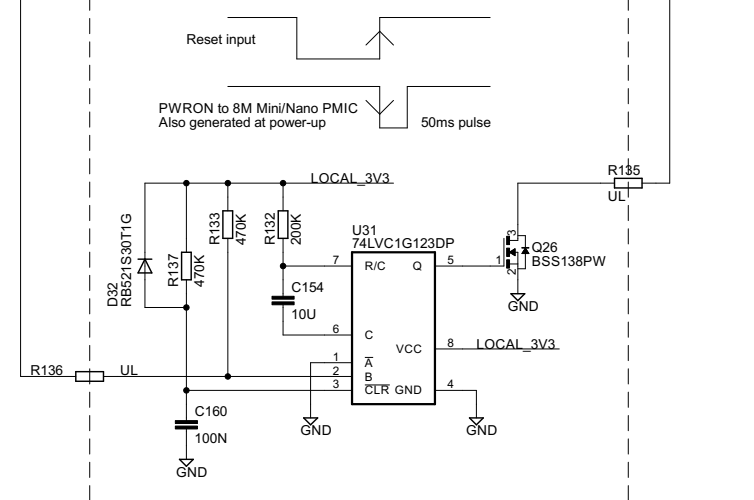 Reset input
PWRON to 8M Mini/Nano PMIC
Also generated at power-up
50ms pulse
R135
UL
LOCAL_3V3
D32
RB521S30T1G
R137
470K
R133
470K
R132
200K
U31
74LVC1G123DP
7
R/C
Q
5
1
3
2
Q26
BSS138PW
GND
C154
10U
6
C
VCC
8
LOCAL_3V3
1
A
2
B
3
CLR
GND
4
R136
UL
C160
100N
GND
GND
GND